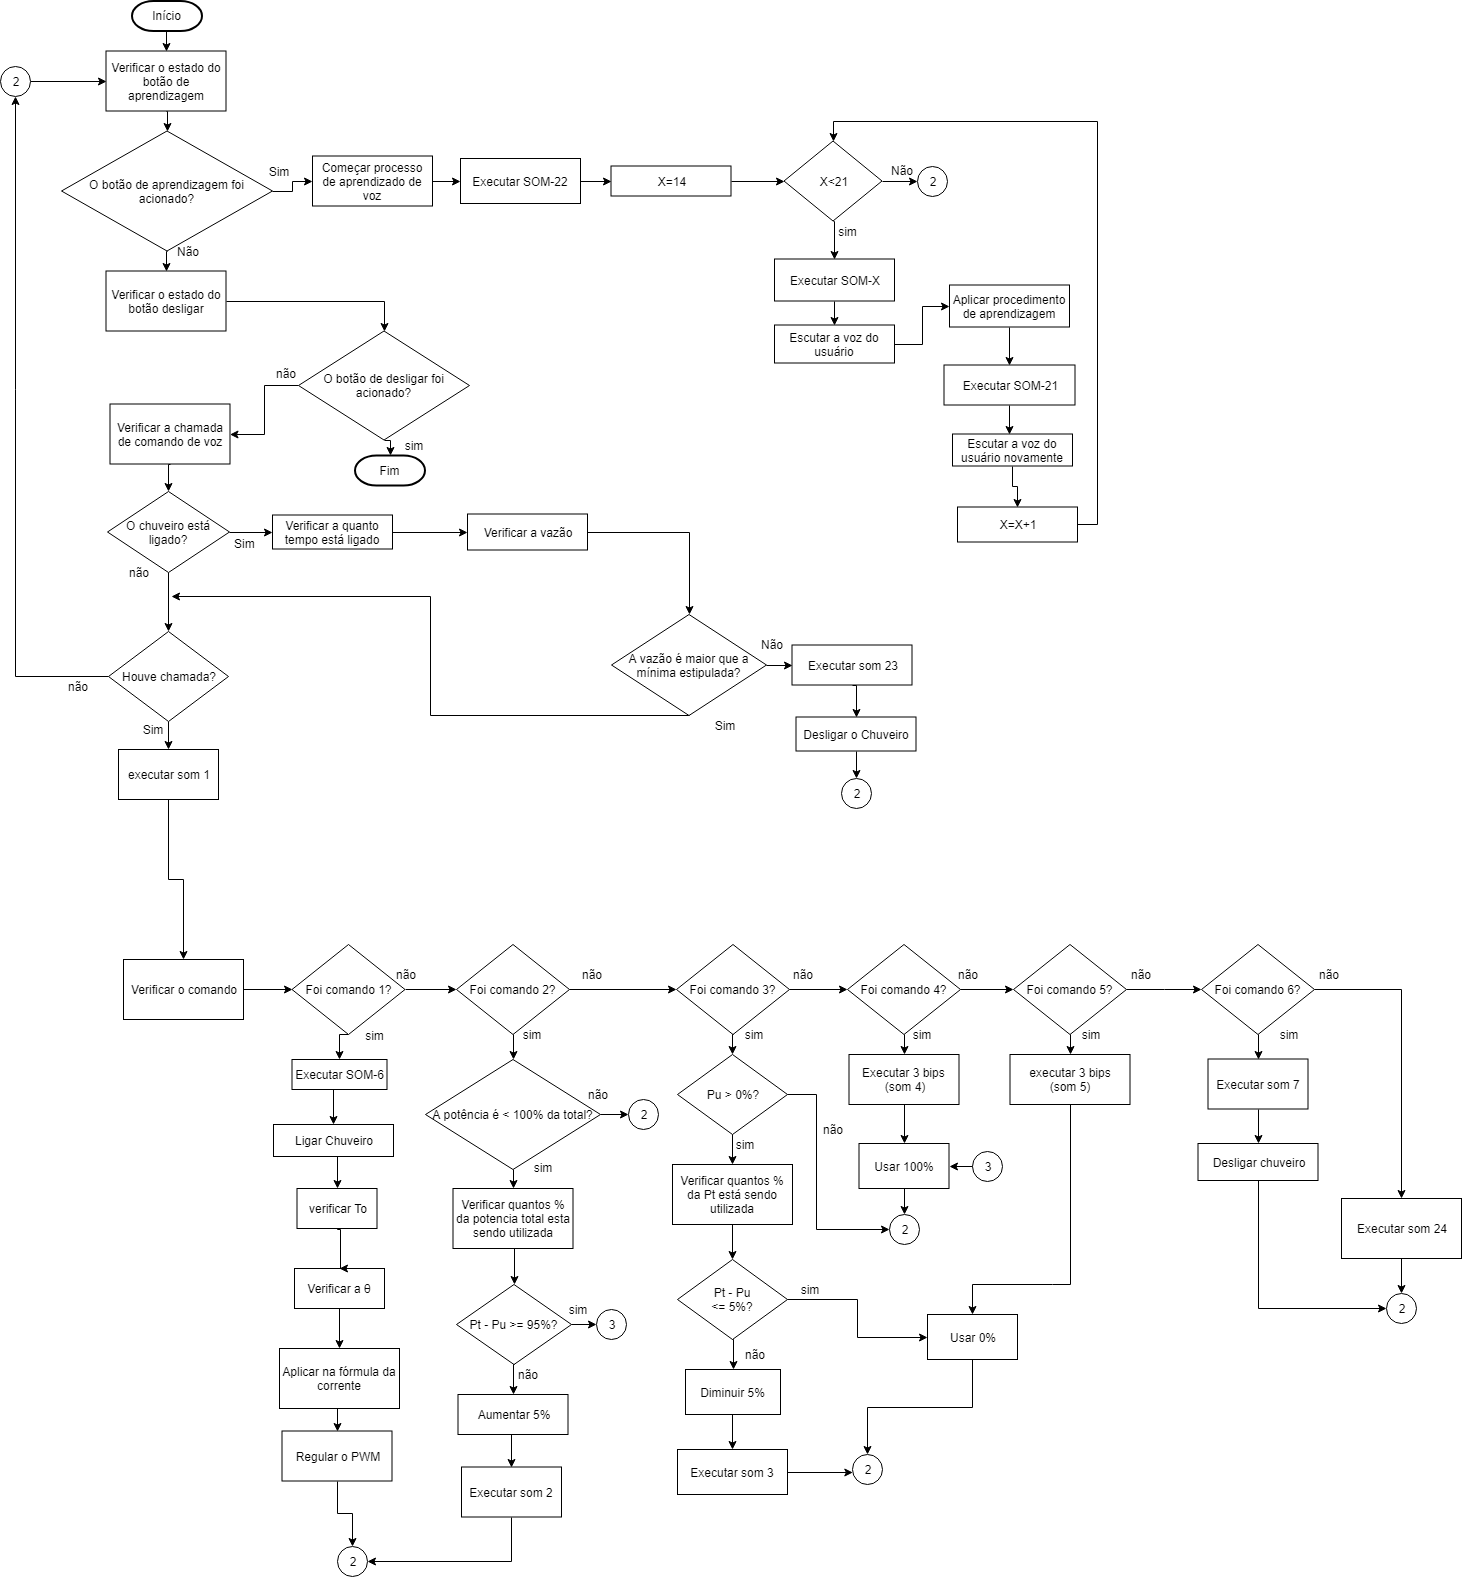 Início
Verificar o estado do
botão de
aprendizagem
2
O botão de aprendizagem foi
acionado?
Sim
Começar processo
de aprendizado de
voz
Executar SOM-22
X=14
X<21
Não
2
sim
Executar SOM-X
Escutar a voz do
usuário
Aplicar procedimento
de aprendizagem
Executar SOM-21
Escutar a voz do
usuário novamente
X=X+1
Não
Verificar o estado do
botão desligar
O botão de desligar foi
acionado?
não
sim
Fim
Verificar a chamada
de comando de voz
O chuveiro está
ligado?
Sim
Verificar a quanto
tempo está ligado
Verificar a vazão
A vazão é maior que a
mínima estipulada?
Não
Executar som 23
Desligar o Chuveiro
2
Sim
não
Houve chamada?
não
Sim
executar som 1
Verificar o comando
Foi comando 1?
não
Foi comando 2?
não
Foi comando 3?
não
Foi comando 4?
não
Foi comando 5?
não
Foi comando 6?
não
sim
Executar SOM-6
Ligar Chuveiro
verificar To
Verificar a θ
Aplicar na fórmula da
corrente
Regular o PWM
2
sim
A potência é < 100% da total?
não
2
sim
Verificar quantos %
da potencia total esta
sendo utilizada
Pt - Pu >= 95%?
sim
3
não
Aumentar 5%
Executar som 2
sim
Pu > 0%?
não
sim
Verificar quantos %
da Pt está sendo
utilizada
Pt - Pu
<= 5%?
sim
não
Diminuir 5%
Executar som 3
2
sim
Executar 3 bips
(som 4)
Usar 100%
3
2
sim
executar 3 bips
(som 5)
Usar 0%
sim
Executar som 7
Desligar chuveiro
Executar som 24
2